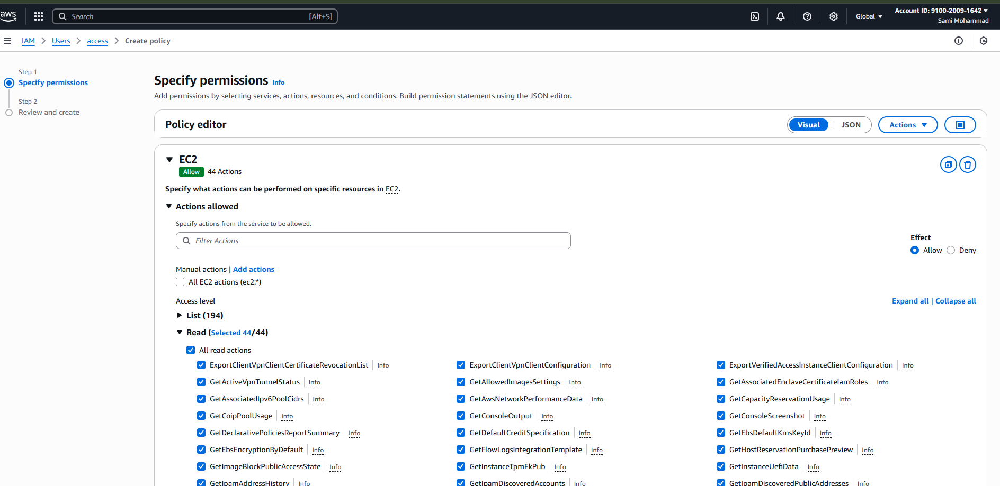 aws
Search [Alt+S]
Global
Account ID: 9100-2009-1642
Sami Mohammad
IAM
Users
access
Create policy
Step 1
Specify permissions
Step 2
Review and create
Specify permissions Info
Add permissions by selecting services, actions, resources, and conditions. Build permission statements using the JSON editor.
Policy editor
Visual JSON Actions
EC2
Allow 44 Actions
Specify what actions can be performed on specific resources in EC2.
Actions allowed
Specify actions from the service to be allowed.
Filter Actions
Effect
Allow Deny
Manual actions | Add actions
All EC2 actions (ec2:*)
Access level
Expand all | Collapse all
List (194)
Read (Selected 44/44)
All read actions
ExportClientVpnClientCertificateRevocationList Info ExportClientVpnClientConfiguration Info ExportVerifiedAccessInstanceClientConfiguration Info
GetActiveVpnTunnelStatus Info GetAllowedImagesSettings Info GetAssociatedEnclaveCertificateIamRoles Info
GetAssociatedIpv6PoolCidrs Info GetAwsNetworkPerformanceData Info GetCapacityReservationUsage Info
GetCoipPoolUsage Info GetConsoleOutput Info GetConsoleScreenshot Info
GetDeclarativePoliciesReportSummary Info GetDefaultCreditSpecification Info GetEbsDefaultKmsKeyId Info
GetEbsEncryptionByDefault Info GetFlowLogsIntegrationTemplate Info GetHostReservationPurchasePreview Info
GetImageBlockPublicAccessState Info GetInstanceTpmEkPub Info GetInstanceUefiData Info
GetIpamAddressHistory Info GetIpamDiscoveredAccounts Info GetIpamDiscoveredPublicAddresses Info